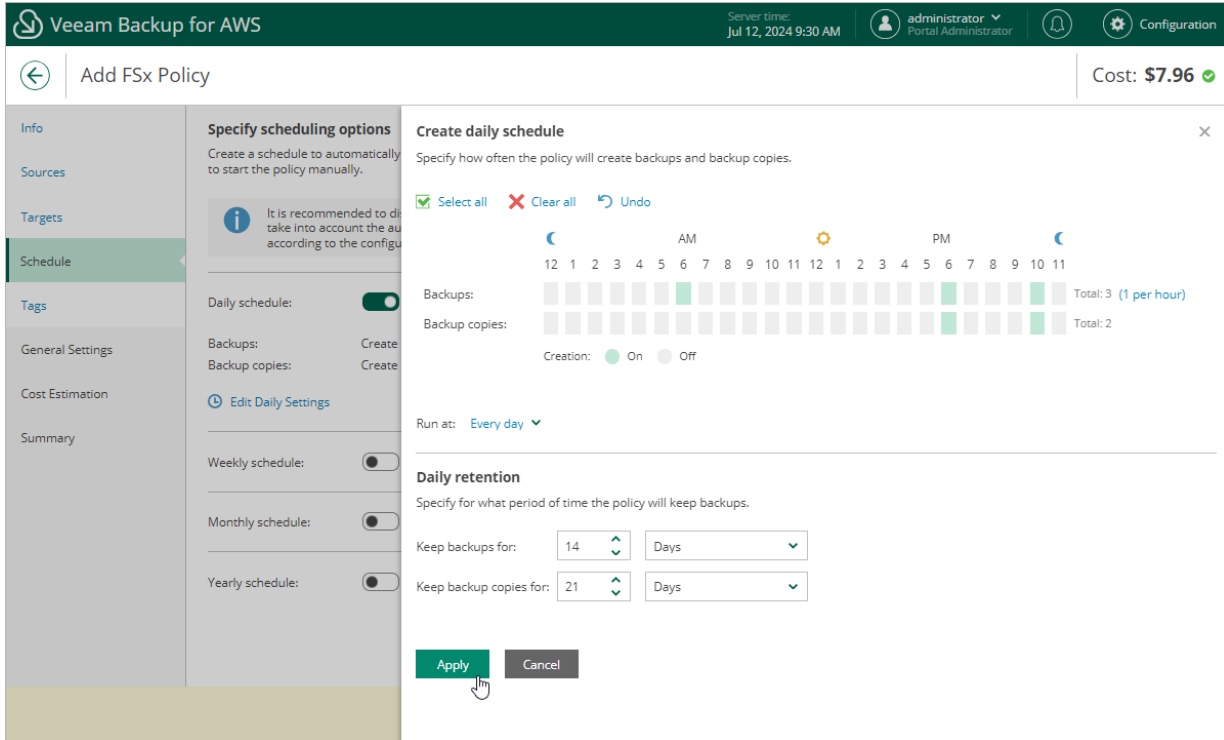 Veeam Backup for AWS
Server time:
Jul 12, 2024 9:30 AM
administrator
Portal Administrator
Configuration
Add FSx Policy
Cost: $7.96
Info
Sources
Targets
Schedule
Tags
General Settings
Cost Estimation
Summary
Specify scheduling options
Create a schedule to automatically
to start the policy manually.
It is recommended to di
take into account the au
according to the configu
Daily schedule:
Backups: Create
Backup copies: Create
Edit Daily Settings
Weekly schedule:
Monthly schedule:
Yearly schedule:
Create daily schedule
Specify how often the policy will create backups and backup copies.
Select all Clear all Undo
AM PM
12 1 2 3 4 5 6 7 8 9 10 11 12 1 2 3 4 5 6 7 8 9 10 11
Backups: Total: 3 (1 per hour)
Backup copies: Total: 2
Creation: On Off
Run at: Every day
Daily retention
Specify for what period of time the policy will keep backups.
Keep backups for: 14 Days
Keep backup copies for: 21 Days
Apply Cancel